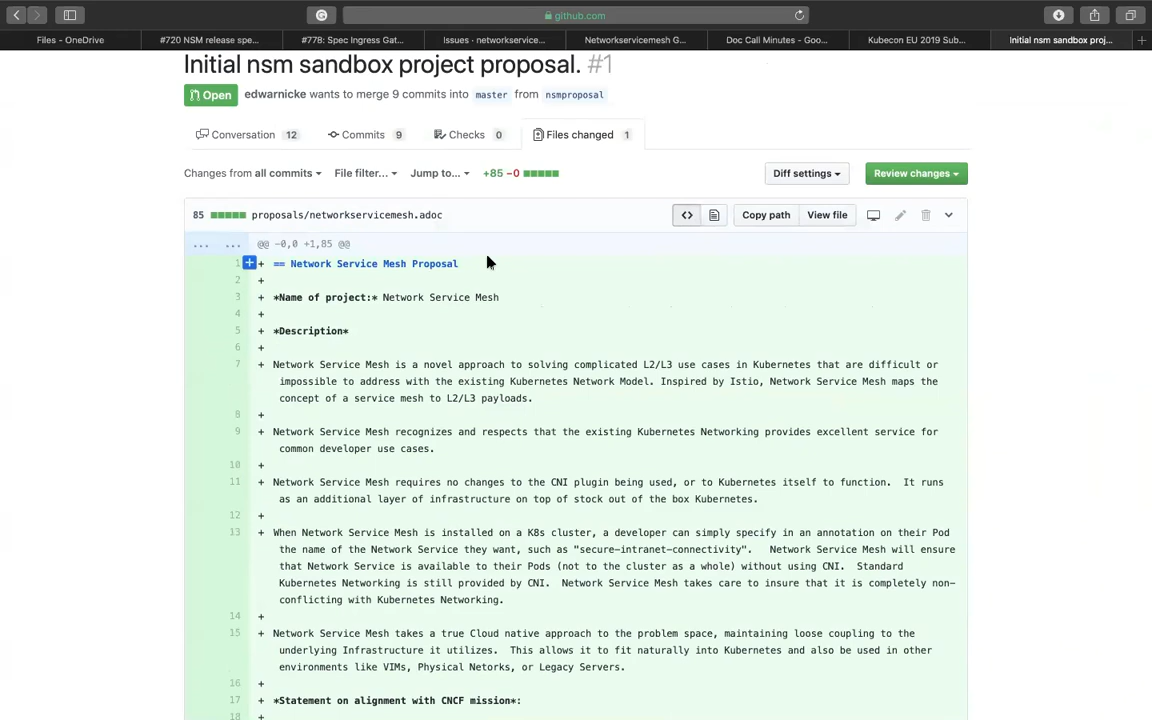 github.com
Files - OneDrive
#720 NSM release spe...
#778: Spec Ingress Gat...
Issues · networkservice...
Networkservicemesh G...
Doc Call Minutes - Goo...
Kubecon EU 2019 Sub...
Initial nsm sandbox proj...
Initial nsm sandbox project proposal. #1
Open edwarnicke wants to merge 9 commits into master from nsmproposal
Conversation 12 Commits 9 Checks 0 Files changed 1
Changes from all commits File filter... Jump to... +85 −0 Diff settings Review changes
85 proposals/networkservicemesh.adoc Copy path View file
... ... @@ -0,0 +1,85 @@
1 + == Network Service Mesh Proposal
2 +
3 + *Name of project:* Network Service Mesh
4 +
5 + *Description*
6 +
7 + Network Service Mesh is a novel approach to solving complicated L2/L3 use cases in Kubernetes that are difficult or
impossible to address with the existing Kubernetes Network Model. Inspired by Istio, Network Service Mesh maps the
concept of a service mesh to L2/L3 payloads.
8 +
9 + Network Service Mesh recognizes and respects that the existing Kubernetes Networking provides excellent service for
common developer use cases.
10 +
11 + Network Service Mesh requires no changes to the CNI plugin being used, or to Kubernetes itself to function. It runs
as an additional layer of infrastructure on top of stock out of the box Kubernetes.
12 +
13 + When Network Service Mesh is installed on a K8s cluster, a developer can simply specify in an annotation on their Pod
the name of the Network Service they want, such as "secure-intranet-connectivity". Network Service Mesh will ensure
that Network Service is available to their Pods (not to the cluster as a whole) without using CNI. Standard
Kubernetes Networking is still provided by CNI. Network Service Mesh takes care to insure that it is completely non-
conflicting with Kubernetes Networking.
14 +
15 + Network Service Mesh takes a true Cloud native approach to the problem space, maintaining loose coupling to the
underlying Infrastructure it utilizes. This allows it to fit naturally into Kubernetes and also be used in other
environments like VIMs, Physical Networks, or Legacy Servers.
16 +
17 + *Statement on alignment with CNCF mission*:
18 +